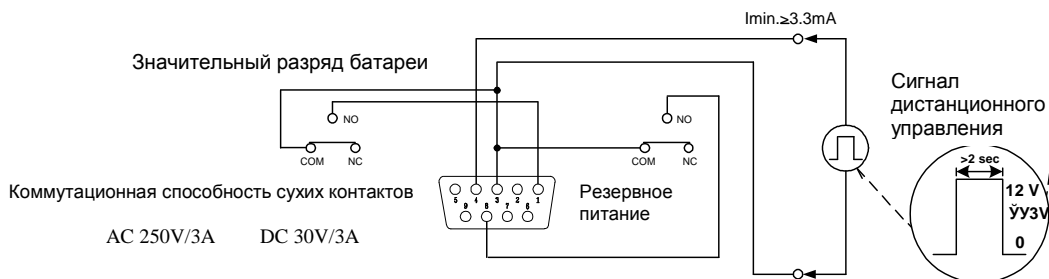 Imin.≥3.3mA
Значительный разряд батареи
Сигнал
дистанционного
управления
NO
NO
COM
NC
COM
NC
>2 sec
12 V
ЎУ3V
0
Коммутационная способность сухих контактов
Резервное
питание
5 4 3 2 1
9 8 7 6
AC 250V/3A
DC 30V/3A